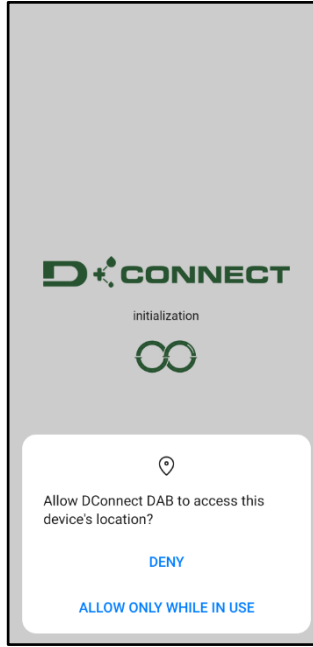 D+CONNECT
initialization
Allow DConnect DAB to access this
device's location?
DENY
ALLOW ONLY WHILE IN USE